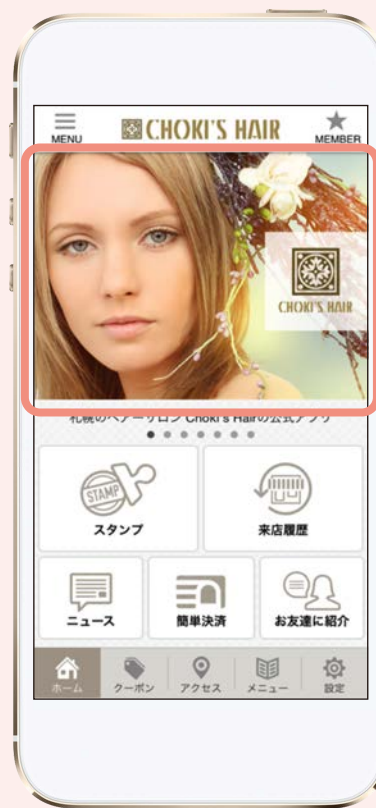 MENU
CHOKI'S HAIR
MEMBER
CHOKI'S HAIR
札幌のヘアーサロン Choki's Hairの公式アプリ
STAMP
スタンプ
来店履歴
ニュース
簡単決済
お友達に紹介
ホーム
クーポン
アクセス
メニュー
設定